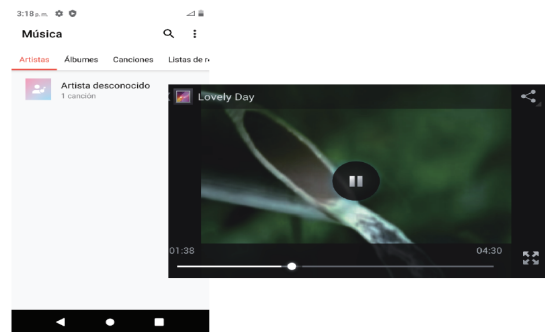 3:18 p. m.
Música
Artistas Álbumes Canciones Listas de r
Artista desconocido
1 canción
Lovely Day
01:38 04:30